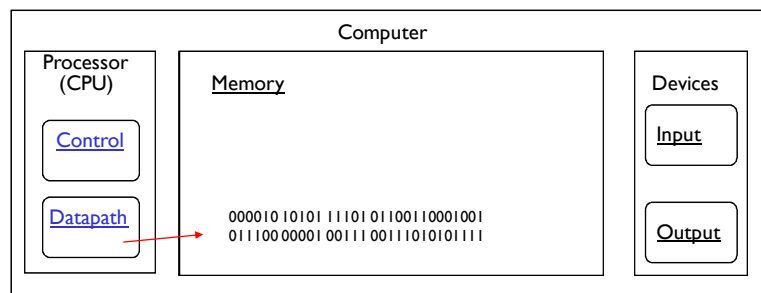 Computer
Processor
(CPU)
Control
Datapath
Memory
000010 10101 11101 01100110001001
011100 00001 00111 00111010101111
Devices
Input
Output